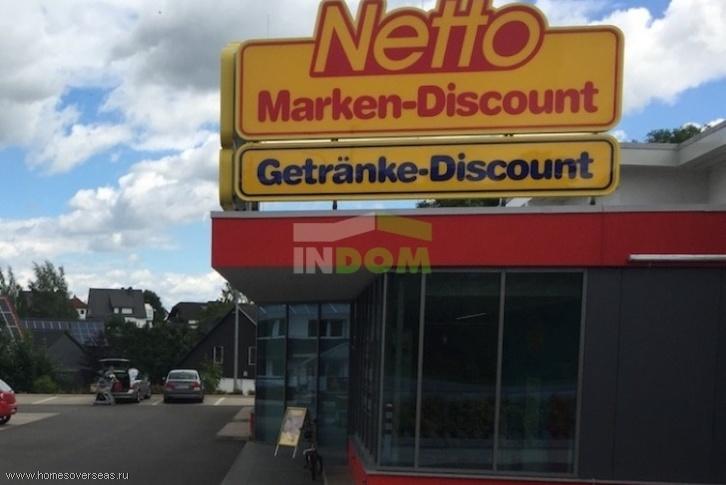 Netto
Marken-Discount
Getränke-Discount
INDOM
www.homesoverseas.ru